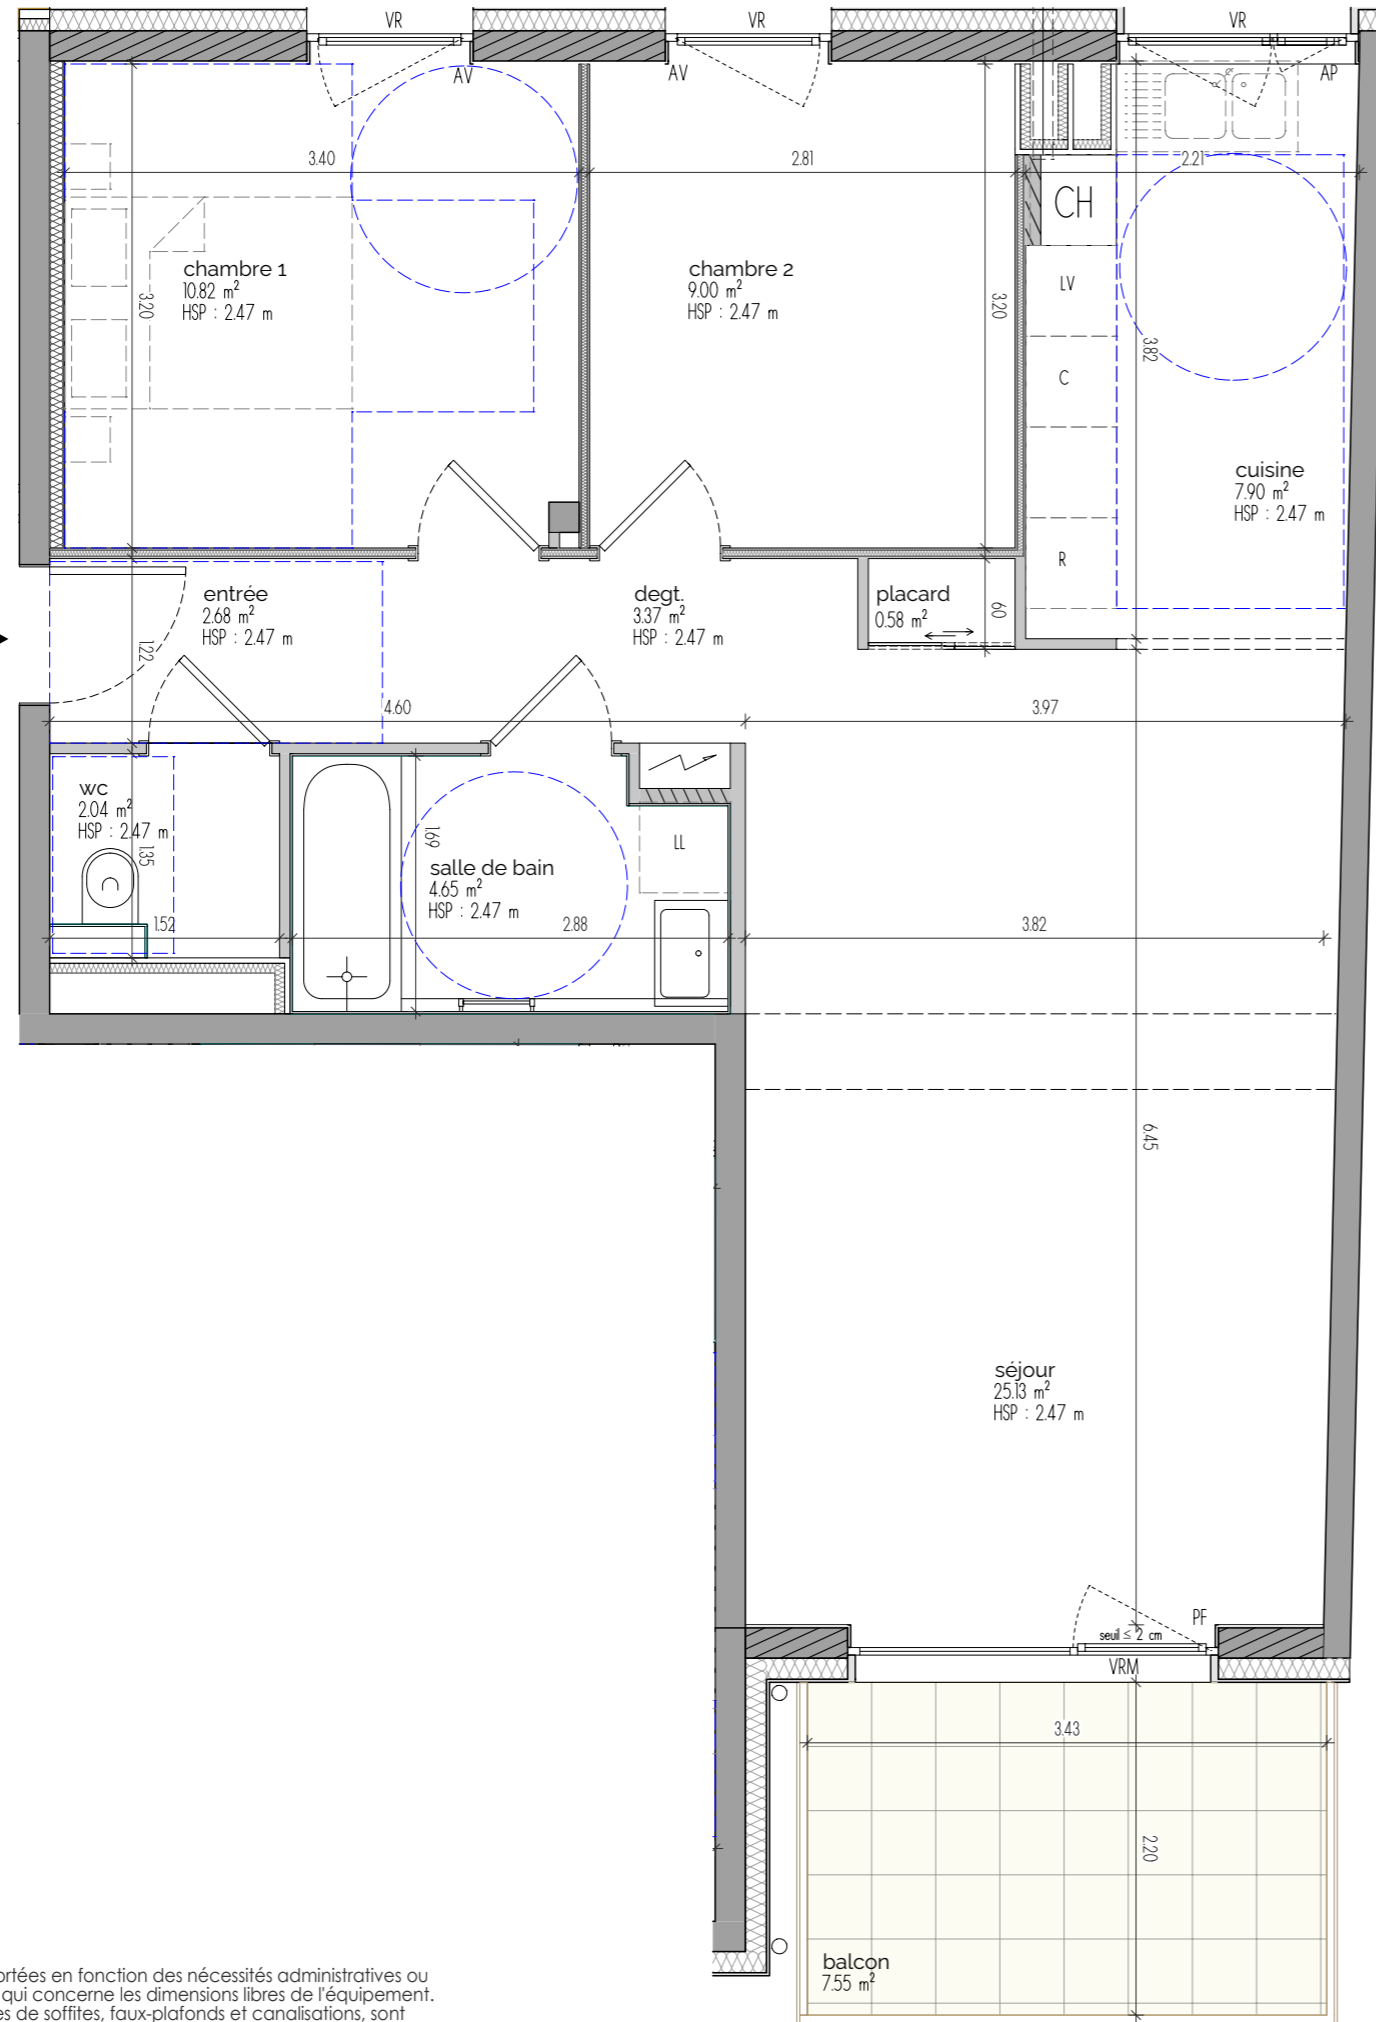 VR
VR
VR
AV
AV
AP
3.40
2.81
2.21
CH
chambre 1
10.82 m²
HSP : 2.47 m
chambre 2
9.00 m²
HSP : 2.47 m
3.20
3.20
LV
3.82
C
cuisine
7.90 m²
HSP : 2.47 m
R
entrée
2.68 m²
HSP : 2.47 m
degt.
3.37 m²
HSP : 2.47 m
placard
0.58 m²
60
1.22
4.60
3.97
wc
2.04 m²
HSP : 2.47 m
1.35
1.69
salle de bain
4.65 m²
HSP : 2.47 m
LL
1.52
2.88
3.82
6.45
séjour
25.13 m²
HSP : 2.47 m
PF
seuil ≤ 2 cm
VRM
3.43
2.20
balcon
7.55 m²
ortées en fonction des nécessités administratives ou
qui concerne les dimensions libres de l'équipement.
es de soffites, faux-plafonds et canalisations, sont